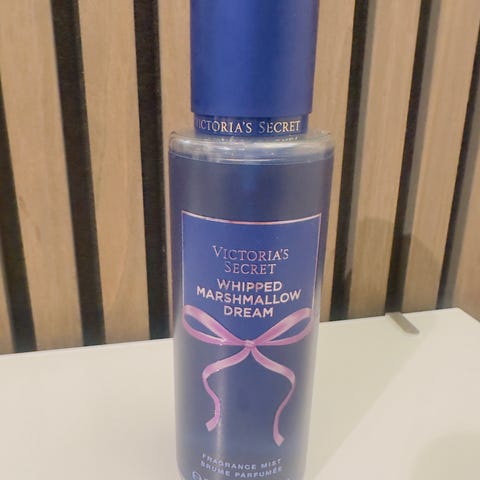 VICTORIA'S SECRET
VICTORIA'S
SECRET
WHIPPED
MARSHMALLOW
DREAM
FRAGRANCE MIST
BRUME PARFUMÉE